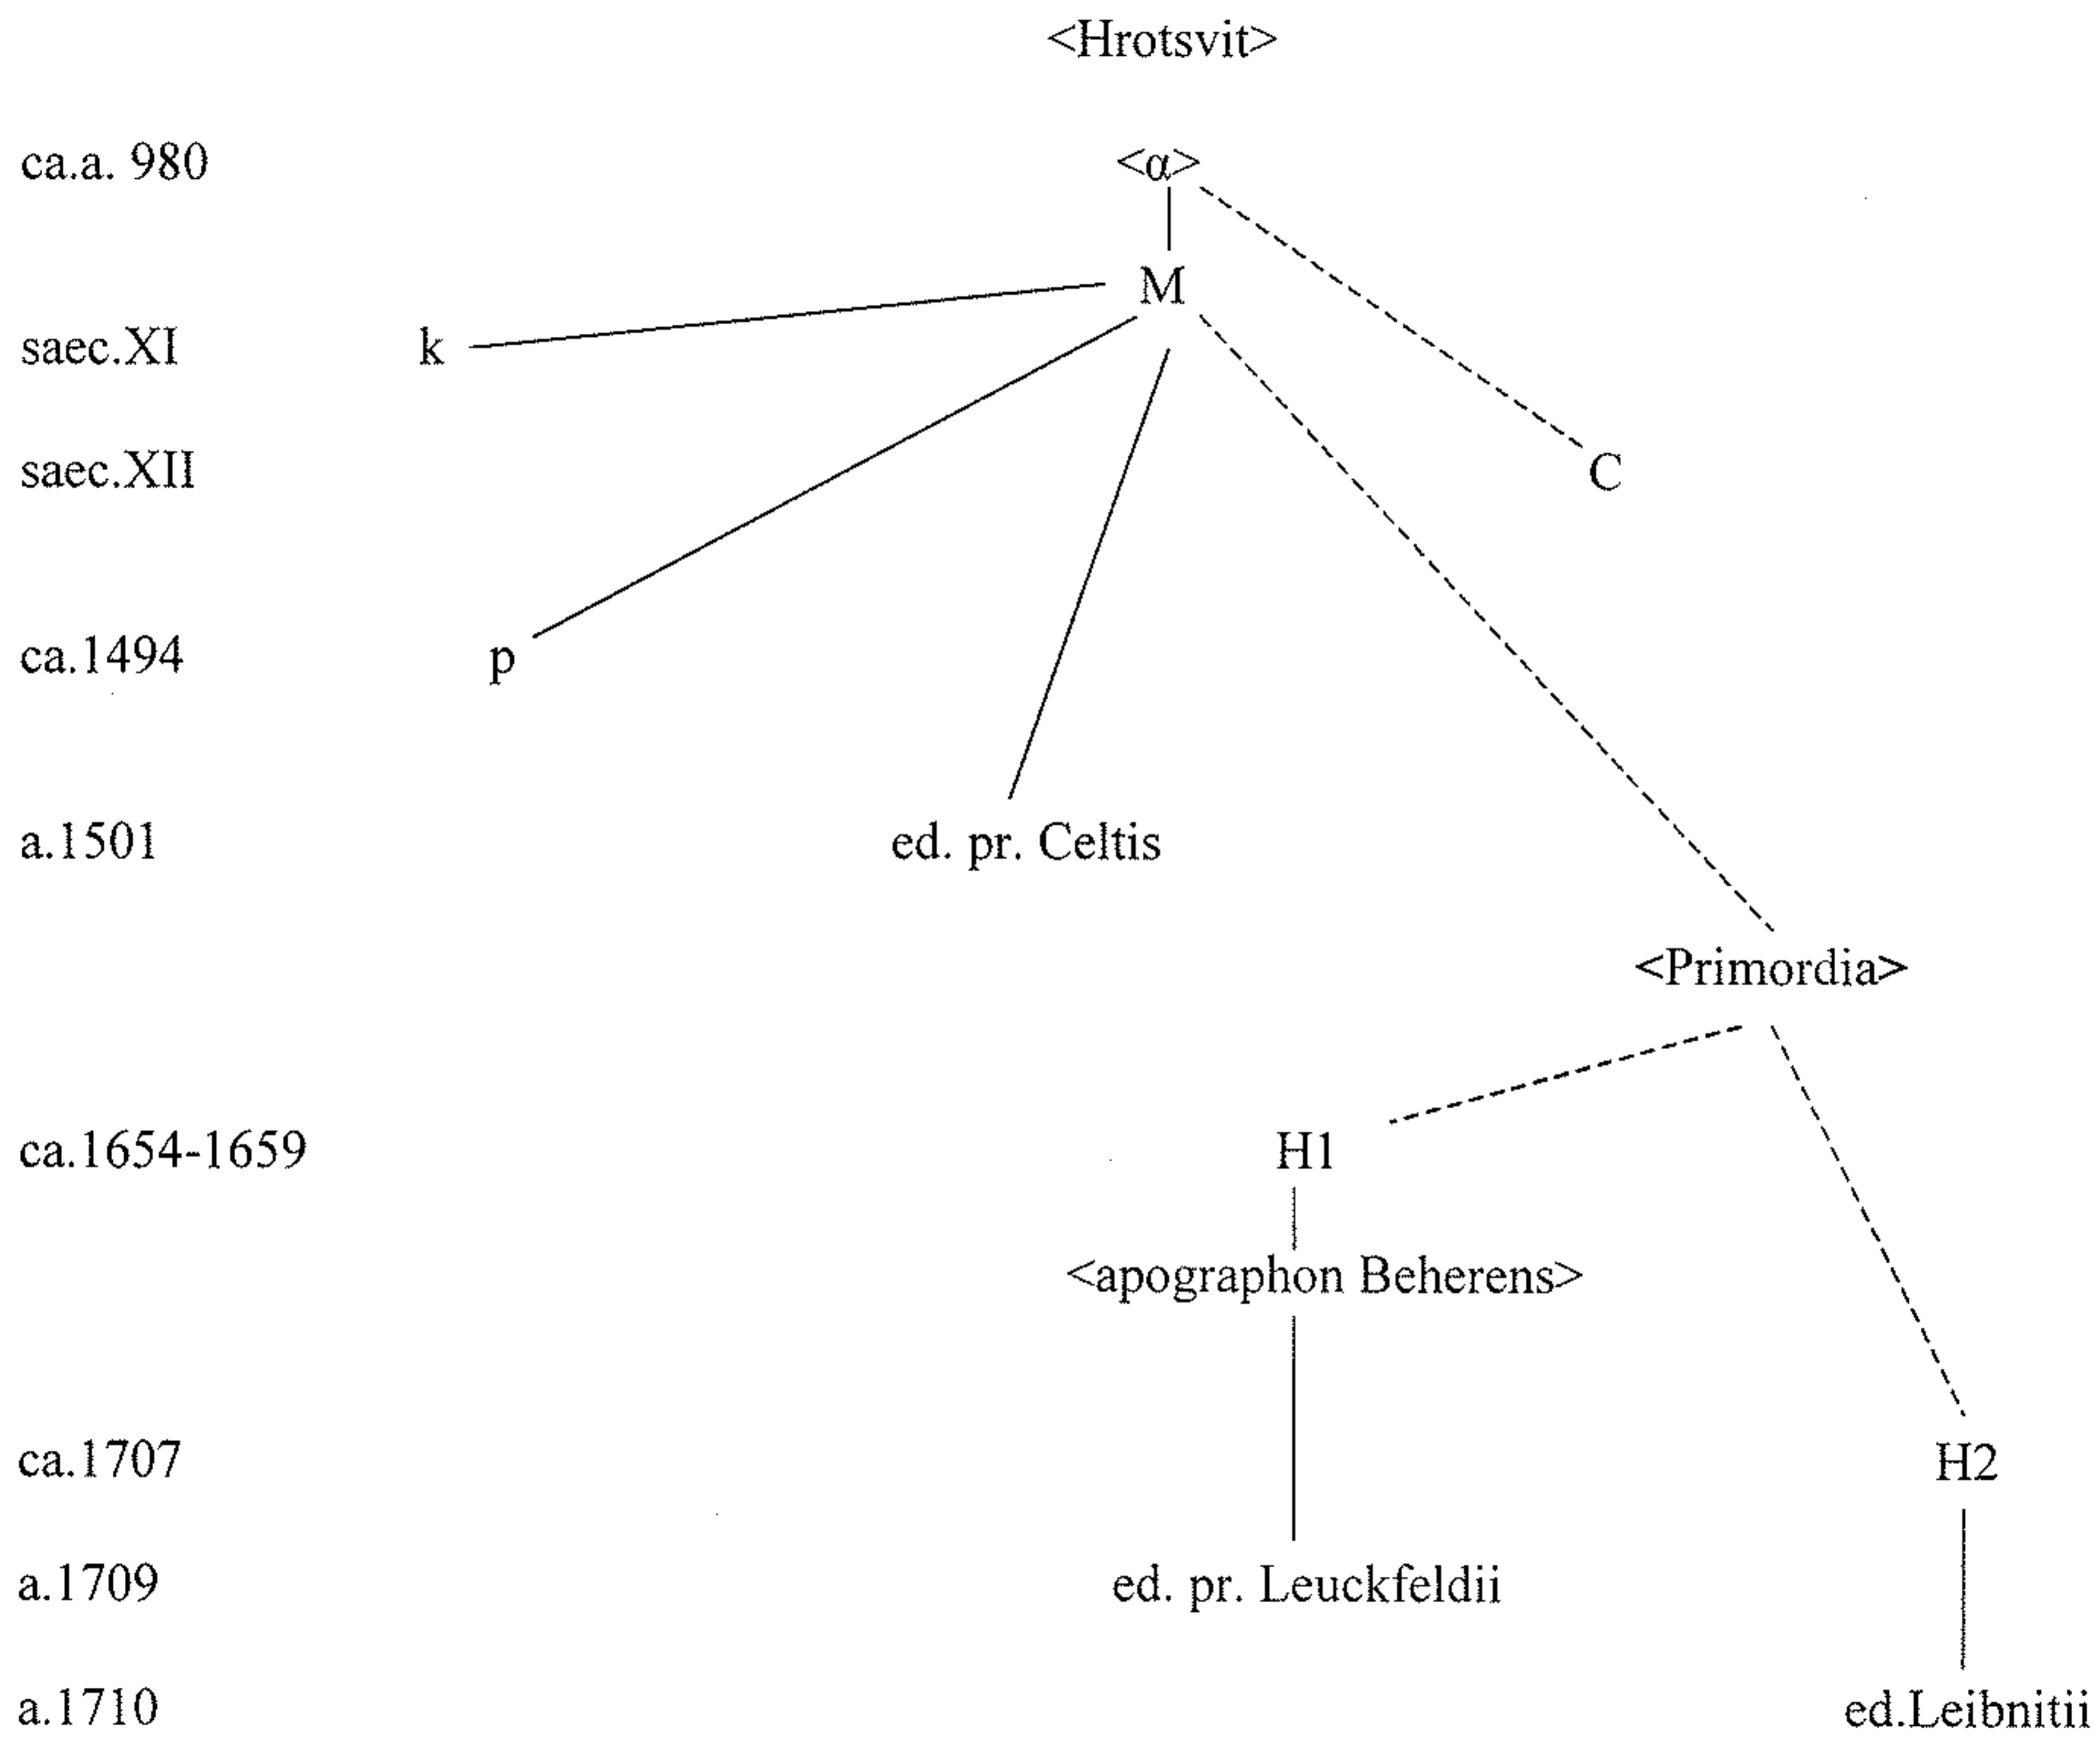 <Hrotsvit>
ca.a. 980 <α>
M
saec.XI k
saec.XII C
ca.1494 p
a.1501 ed. pr. Celtis
<Primordia>
ca.1654-1659 H1
<apographon Beherens>
ca.1707 H2
a.1709 ed. pr. Leuckfeldii
a.1710 ed.Leibnitii